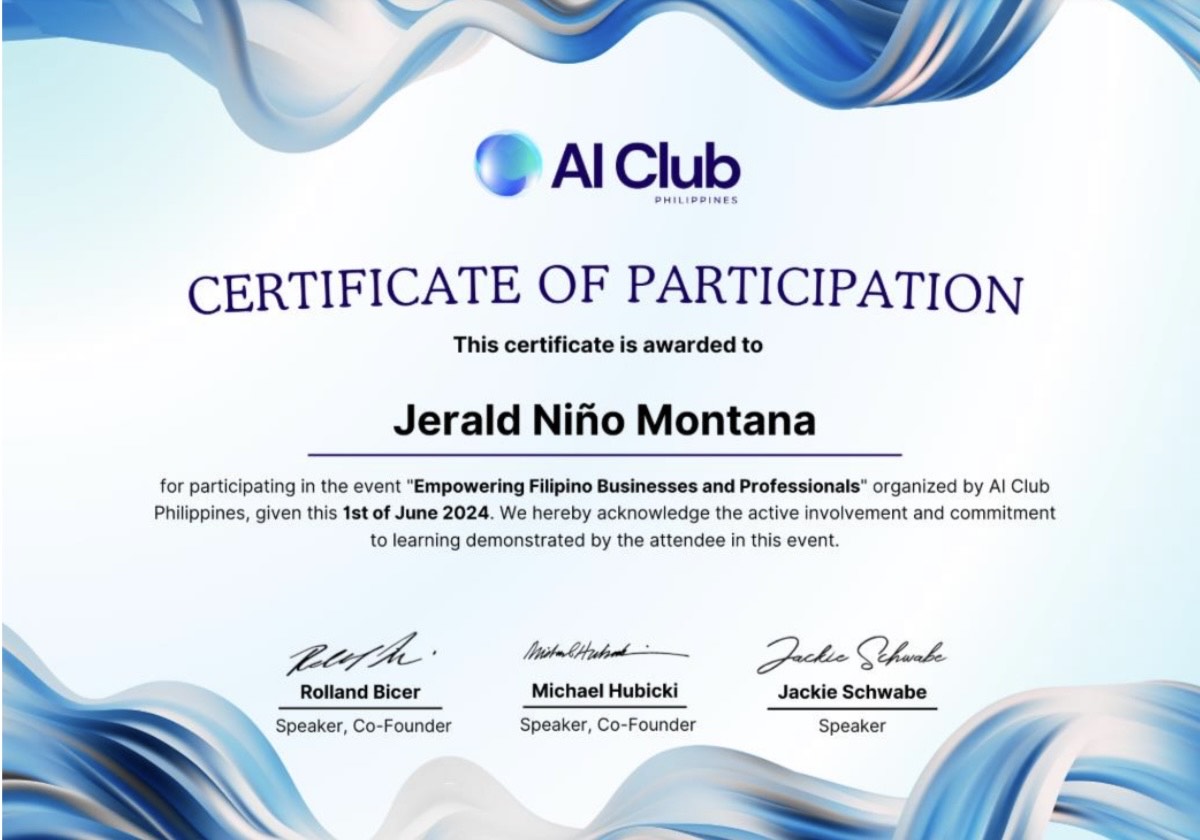 AI Club
PHILIPPINES
CERTIFICATE OF PARTICIPATION
This certificate is awarded to
Jerald Niño Montana
for participating in the event "Empowering Filipino Businesses and Professionals" organized by AI Club
Philippines, given this 1st of June 2024. We hereby acknowledge the active involvement and commitment
to learning demonstrated by the attendee in this event.
Jackie Schwabe
Rolland Bicer
Michael Hubicki
Jackie Schwabe
Speaker, Co-Founder
Speaker, Co-Founder
Speaker